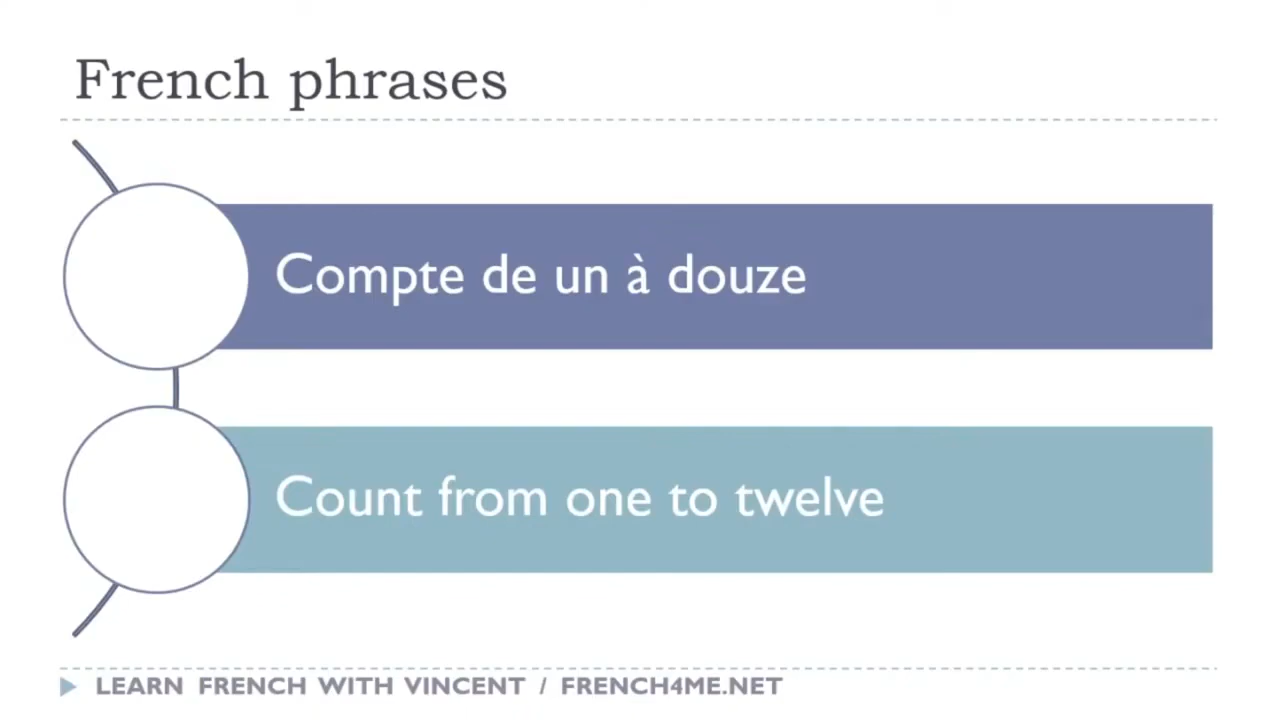 French phrases
Compte de un à douze
Count from one to twelve
LEARN FRENCH WITH VINCENT / FRENCH4ME.NET